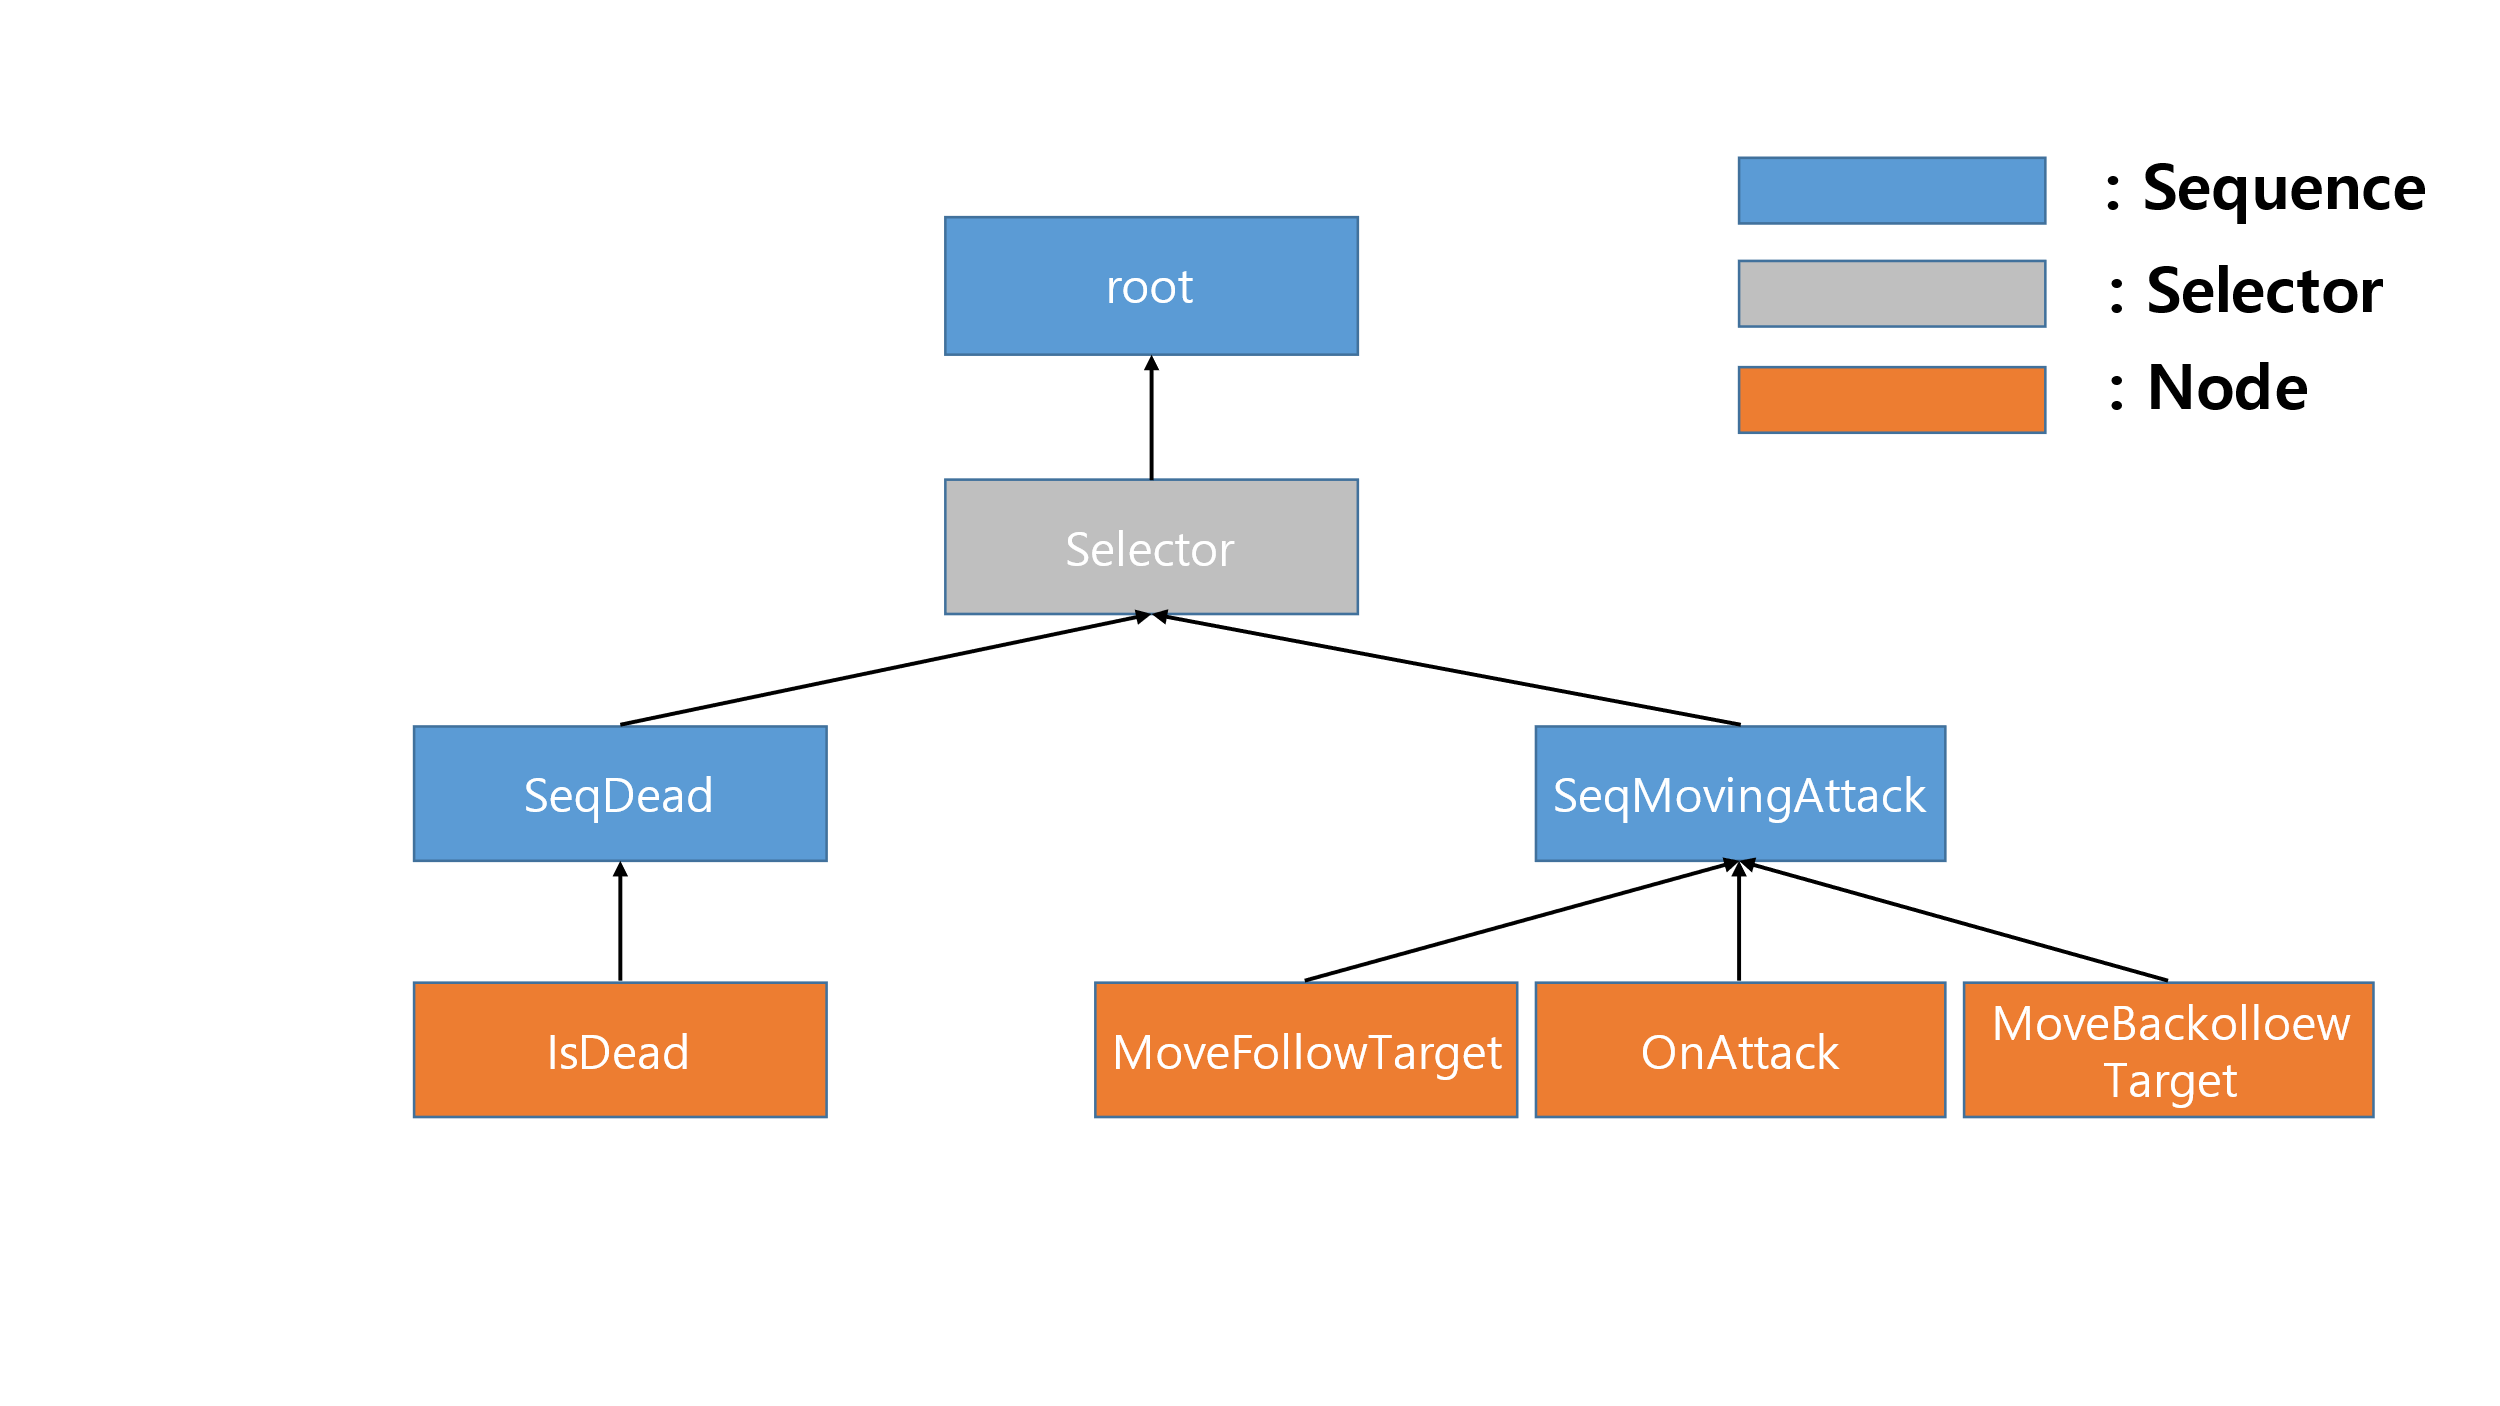 root
: Sequence
: Selector
: Node
Selector
SeqDead
SeqMovingAttack
IsDead
MoveFollowTarget
OnAttack
MoveBackolloew
Target